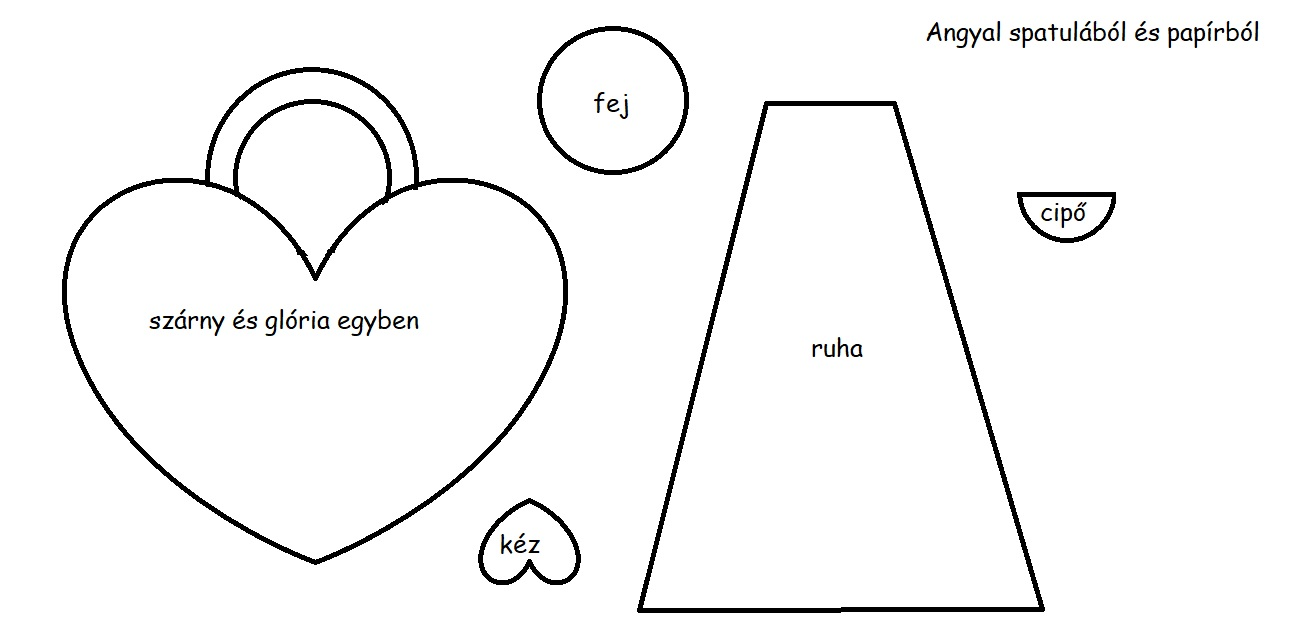 Angyal spatulából és papírból
fej
cipő
szárny és glória egyben
ruha
kéz